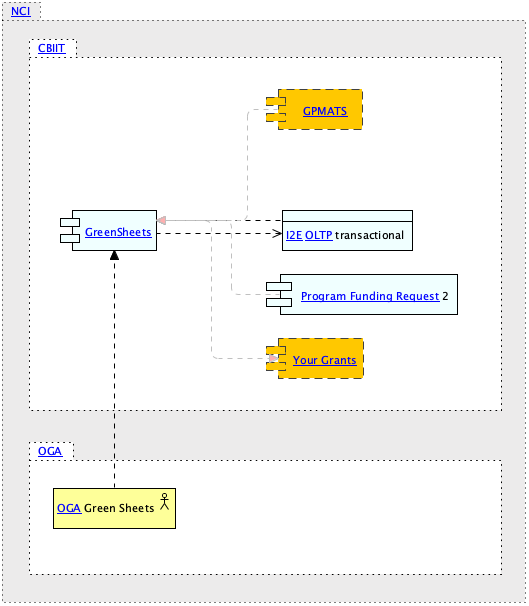 NCI
CBIIT
GPMATS
GreenSheets
I2E OLTP transactional
Program Funding Request 2
Your Grants
OGA
OGA Green Sheets